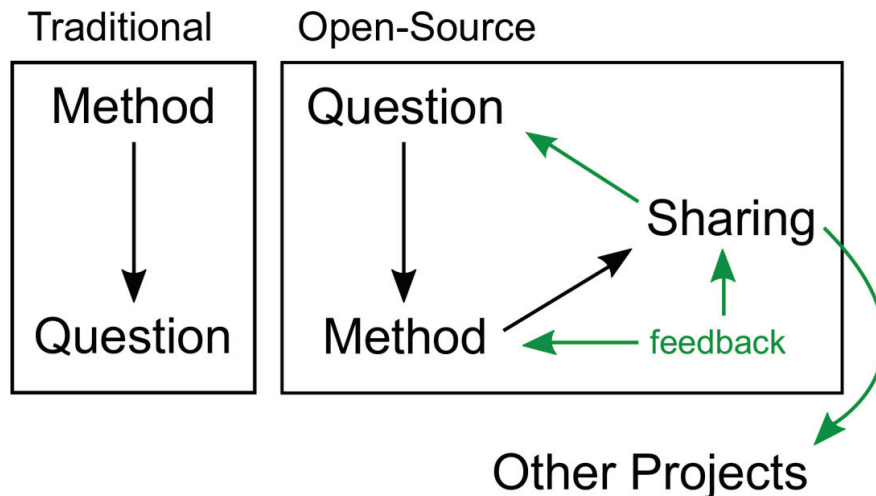 Traditional
Method
Question
Open-Source
Question
Sharing
Method
feedback
Other Projects